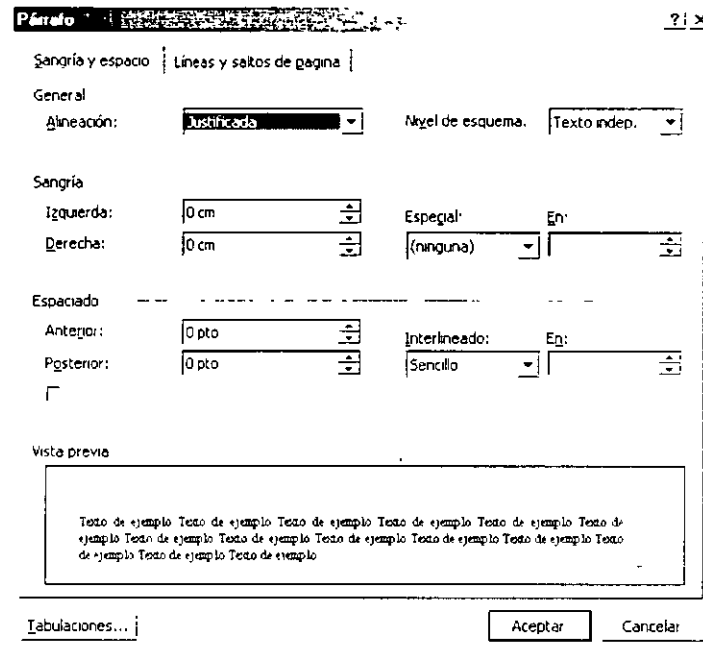 Párrafo ? x
Sangría y espacio Líneas y saltos de pagina
General
Alineación: Justificada Nivel de esquema. Texto indep.
Sangría
Izquierda: 0 cm Especial: En:
Derecha: 0 cm (ninguna)
Espaciado
Anterior: 0 pto Interlineado: En:
Posterior: 0 pto Sencillo
Vista previa
Texto de ejemplo Texto de ejemplo Texto de ejemplo Texto de ejemplo Texto de ejemplo Texto de
ejemplo Texto de ejemplo Texto de ejemplo Texto de ejemplo Texto de ejemplo Texto de ejemplo Texto
de ejemplo Texto de ejemplo Texto de ejemplo
Tabulaciones... Aceptar Cancelar